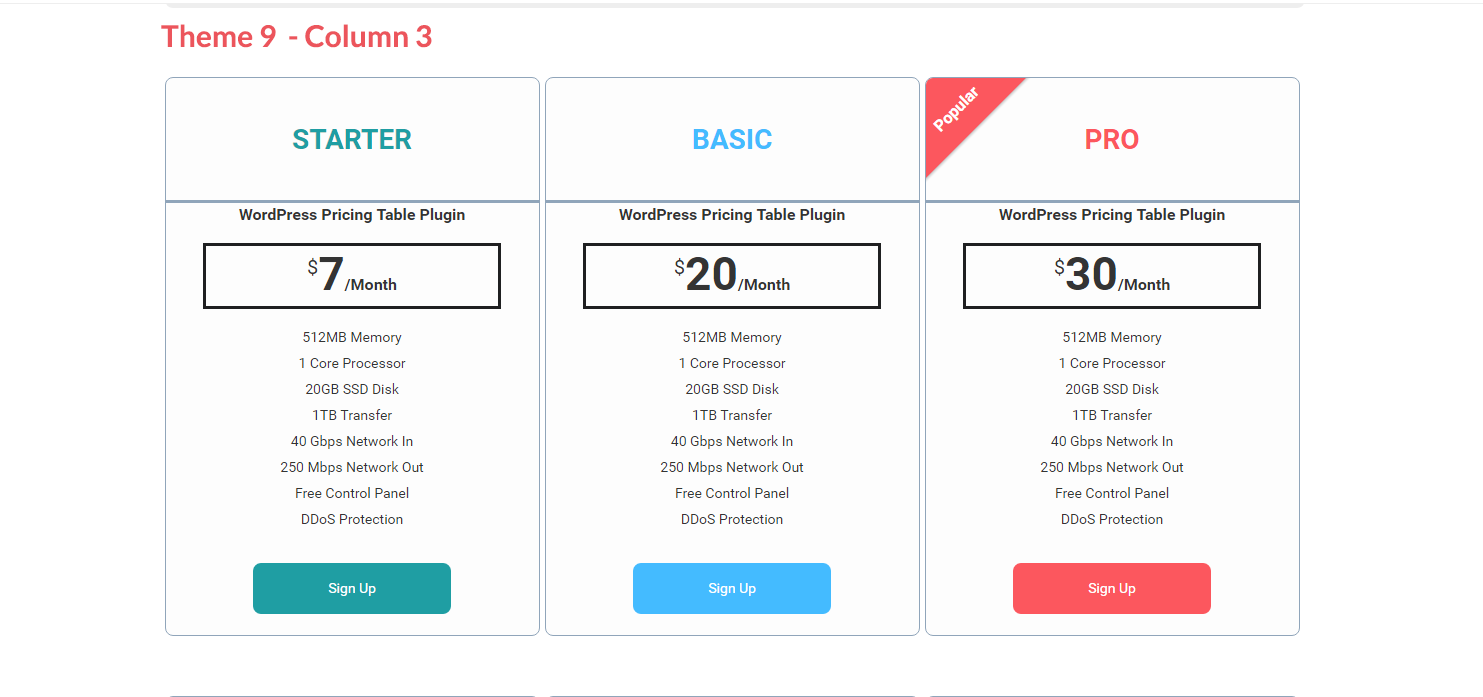 Theme 9 - Column 3
STARTER
WordPress Pricing Table Plugin
$7/Month
512MB Memory
1 Core Processor
20GB SSD Disk
1TB Transfer
40 Gbps Network In
250 Mbps Network Out
Free Control Panel
DDoS Protection
Sign Up
BASIC
WordPress Pricing Table Plugin
$20/Month
512MB Memory
1 Core Processor
20GB SSD Disk
1TB Transfer
40 Gbps Network In
250 Mbps Network Out
Free Control Panel
DDoS Protection
Sign Up
Popular
PRO
WordPress Pricing Table Plugin
$30/Month
512MB Memory
1 Core Processor
20GB SSD Disk
1TB Transfer
40 Gbps Network In
250 Mbps Network Out
Free Control Panel
DDoS Protection
Sign Up